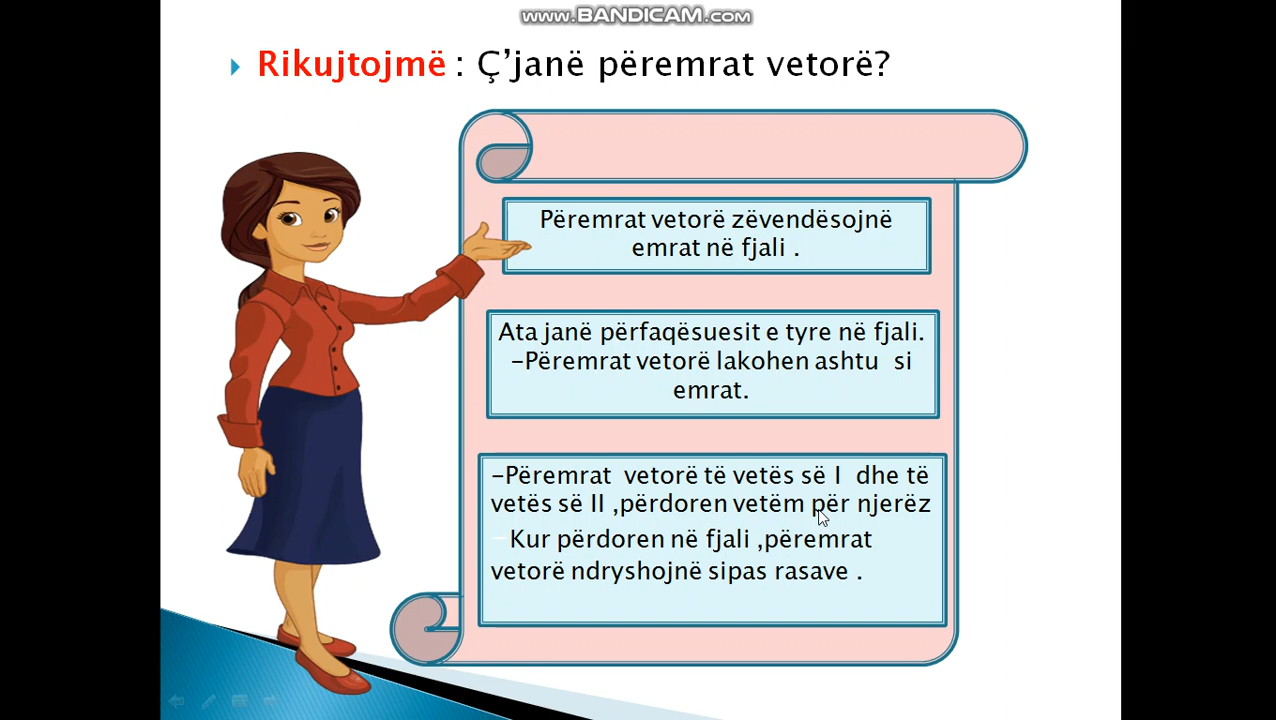 www.BANDICAM.com
Rikujtojmë : Ç’janë përemrat vetorë?
Përemrat vetorë zëvendësojnë
emrat në fjali .
Ata janë përfaqësuesit e tyre në fjali.
-Përemrat vetorë lakohen ashtu si
emrat.
-Përemrat vetorë të vetës së I dhe të
vetës së II ,përdoren vetëm për njerëz
-Kur përdoren në fjali ,përemrat
vetorë ndryshojnë sipas rasave .